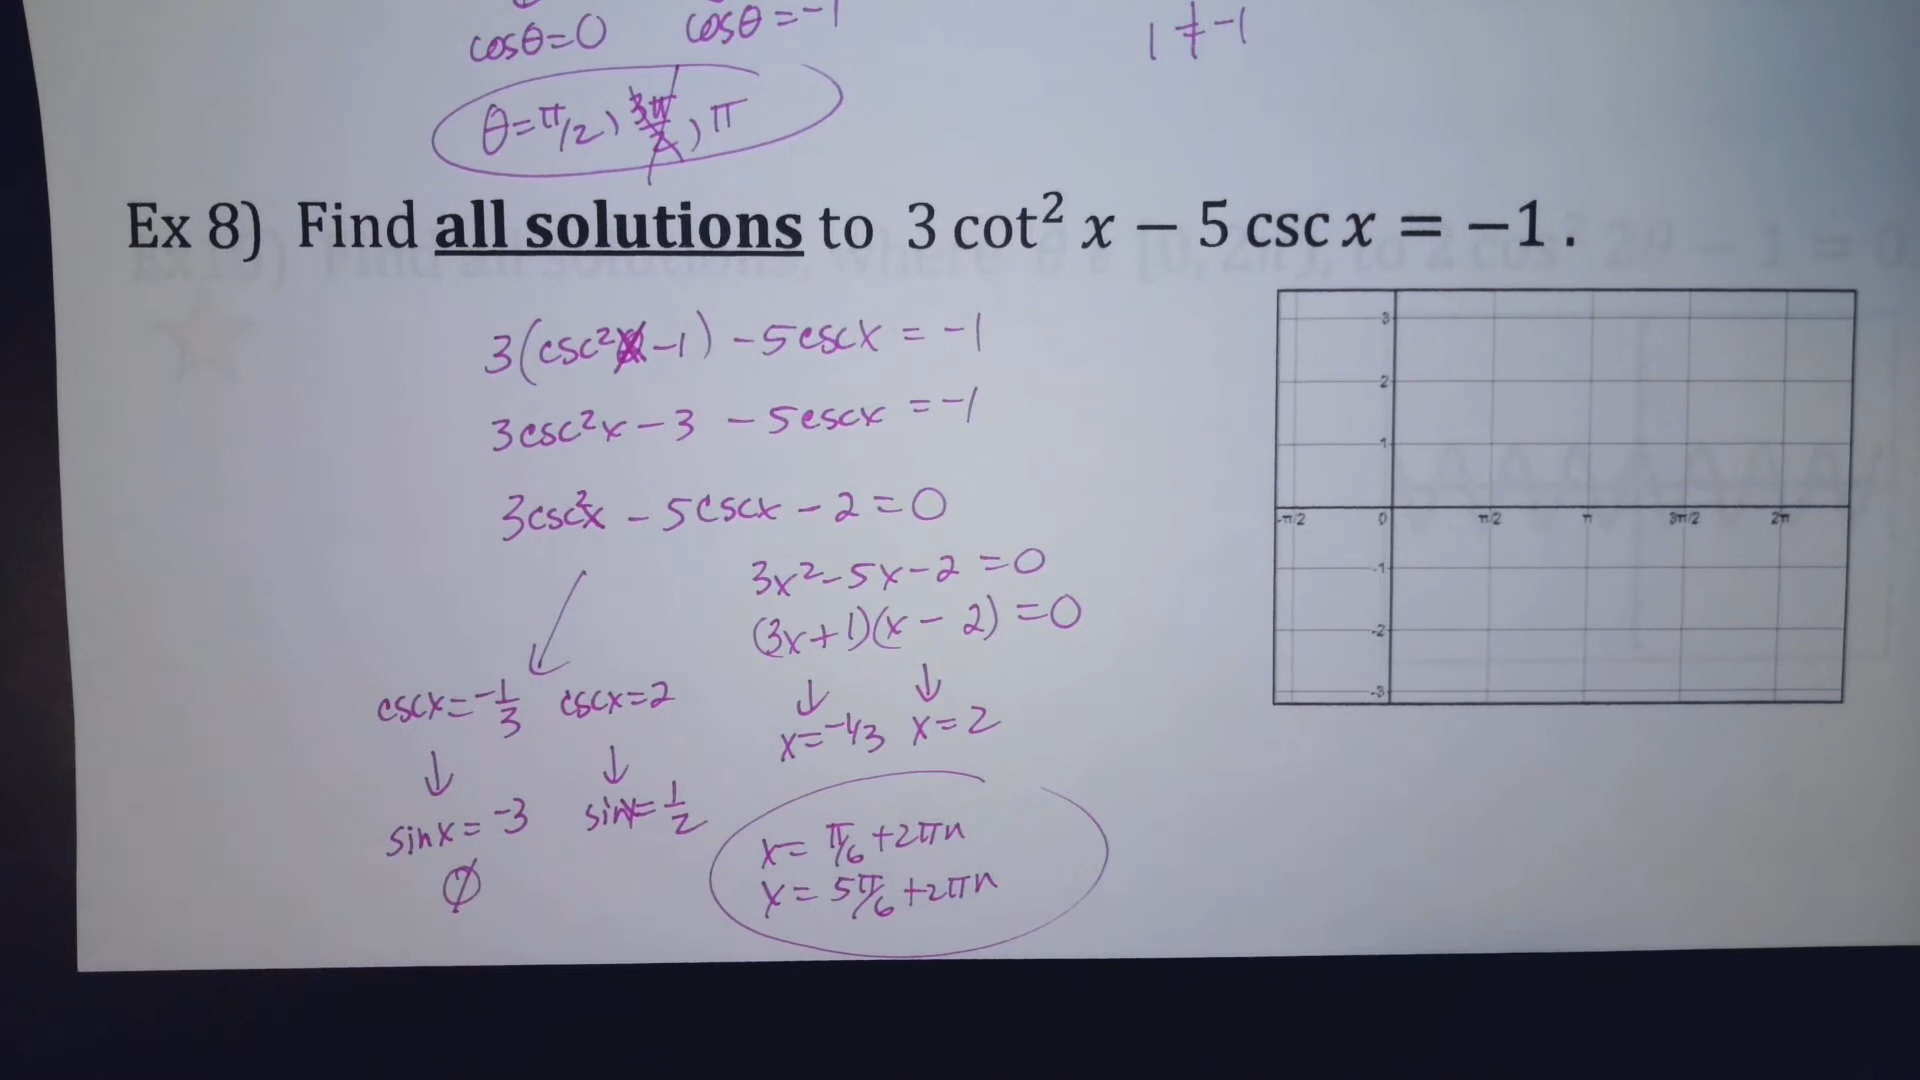 cosθ=0 cosθ=-1 1≠-1
θ=π/2, 3π/2, π
Ex 8) Find all solutions to 3 cot² x − 5 csc x = −1.
3(csc²x-1) -5cscx = -1
3csc²x-3 -5cscx =-1
3csc²x -5cscx -2=0
3x²-5x-2=0
(3x+1)(x-2)=0
cscx=-1/3 cscx=2
x=-1/3 x=2
sinx=-3 sinx=1/2
∅
x= π/6 +2πn
x= 5π/6 +2πn
3
2
1
-π/2 0 π/2 π 3π/2 2π
-1
-2
-3